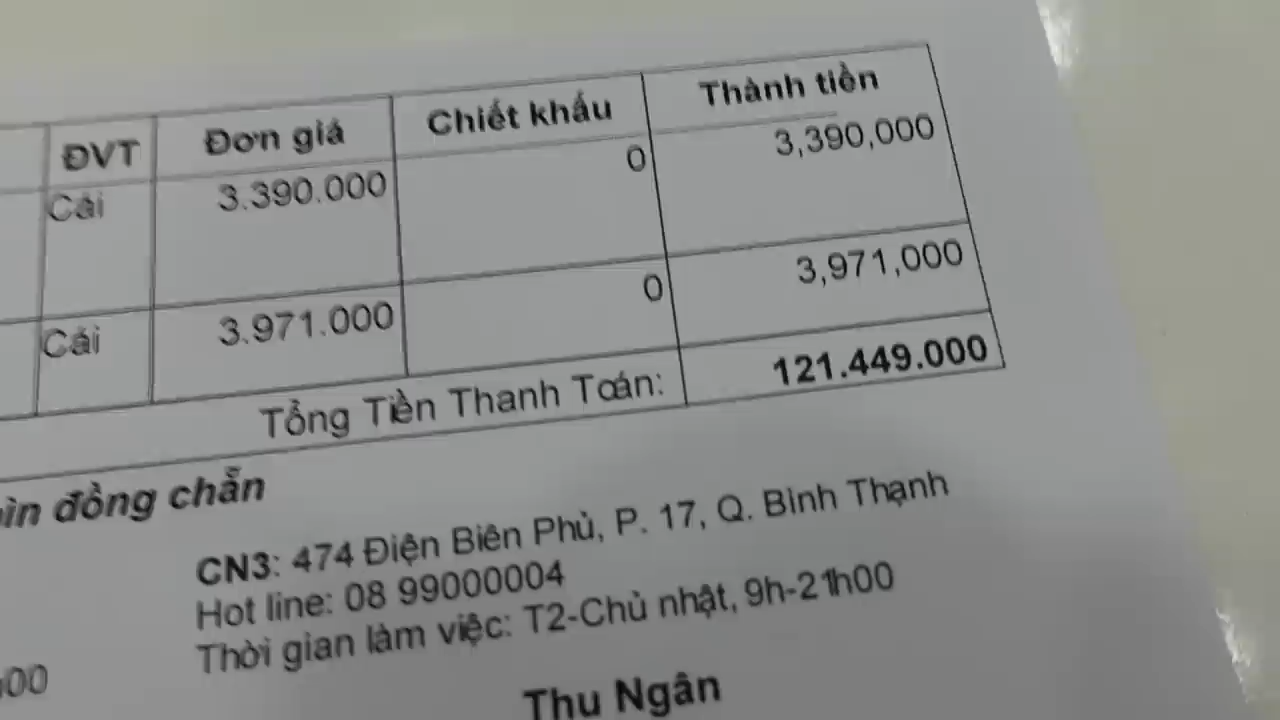 ĐVT Đơn giá Chiết khấu Thành tiền
Cái 3.390.000 0 3,390,000
Cái 3.971.000 0 3,971,000
Tổng Tiền Thanh Toán: 121.449.000
đồng chẵn
CN3: 474 Điện Biên Phủ, P. 17, Q. Bình Thạnh
Hot line: 08 99000004
Thời gian làm việc: T2-Chủ nhật, 9h-21h00
Thu Ngân